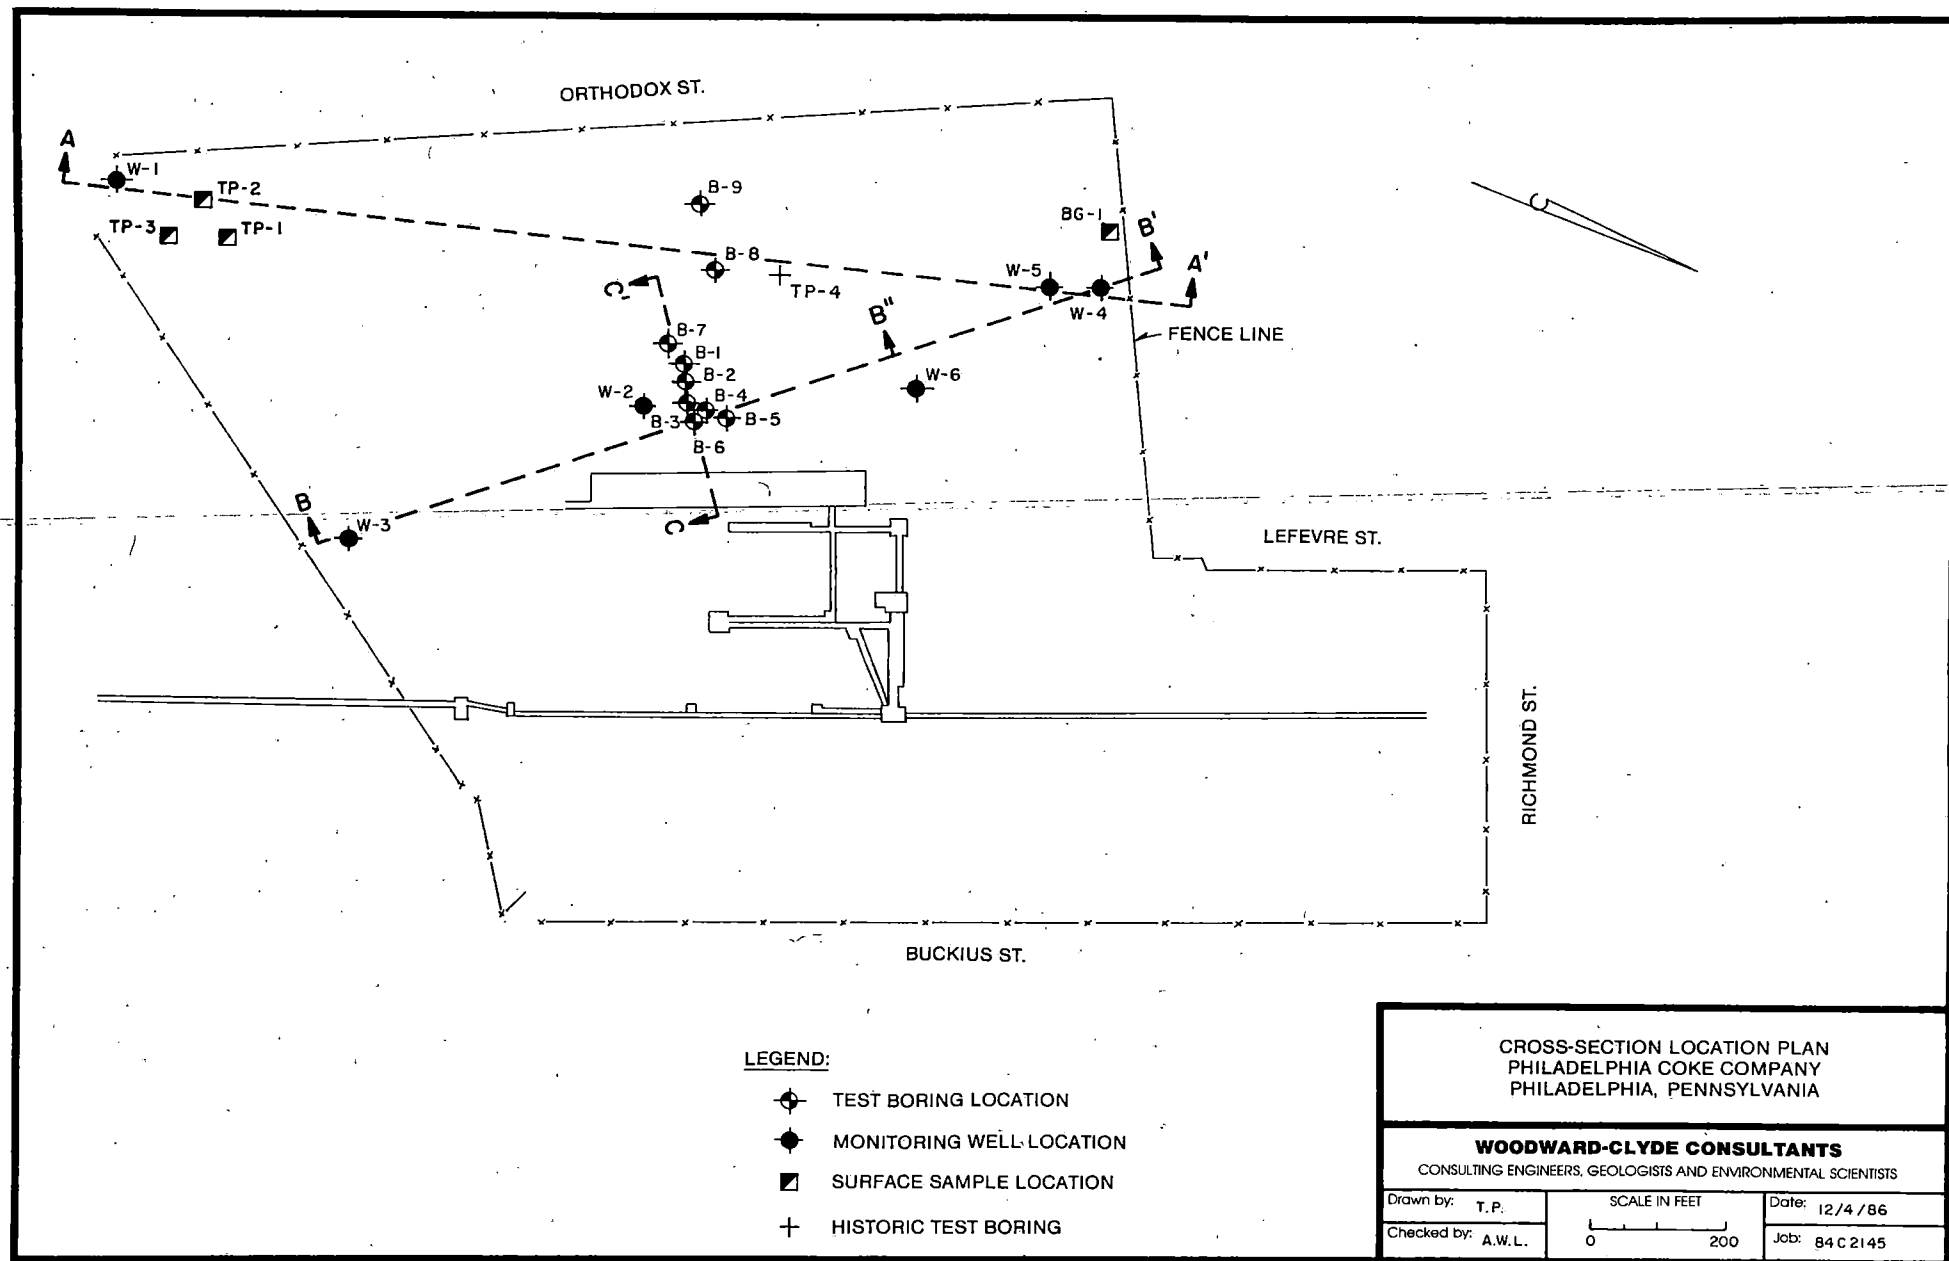 ORTHODOX ST.
A
W-1
TP-2
TP-3
TP-1
B-9
B-8
TP-4
C'
B-7
B-1
B-2
W-2
B-4
B-3
B-5
B-6
B"
W-6
W-5
W-4
BG-1
B'
A'
FENCE LINE
B
W-3
C
LEFEVRE ST.
RICHMOND ST.
BUCKIUS ST.
LEGEND:
TEST BORING LOCATION
MONITORING WELL LOCATION
SURFACE SAMPLE LOCATION
HISTORIC TEST BORING
CROSS-SECTION LOCATION PLAN
PHILADELPHIA COKE COMPANY
PHILADELPHIA, PENNSYLVANIA
WOODWARD-CLYDE CONSULTANTS
CONSULTING ENGINEERS, GEOLOGISTS AND ENVIRONMENTAL SCIENTISTS
Drawn by: T.P.
Checked by: A.W.L.
SCALE IN FEET
0 200
Date: 12/4/86
Job: 84C2145